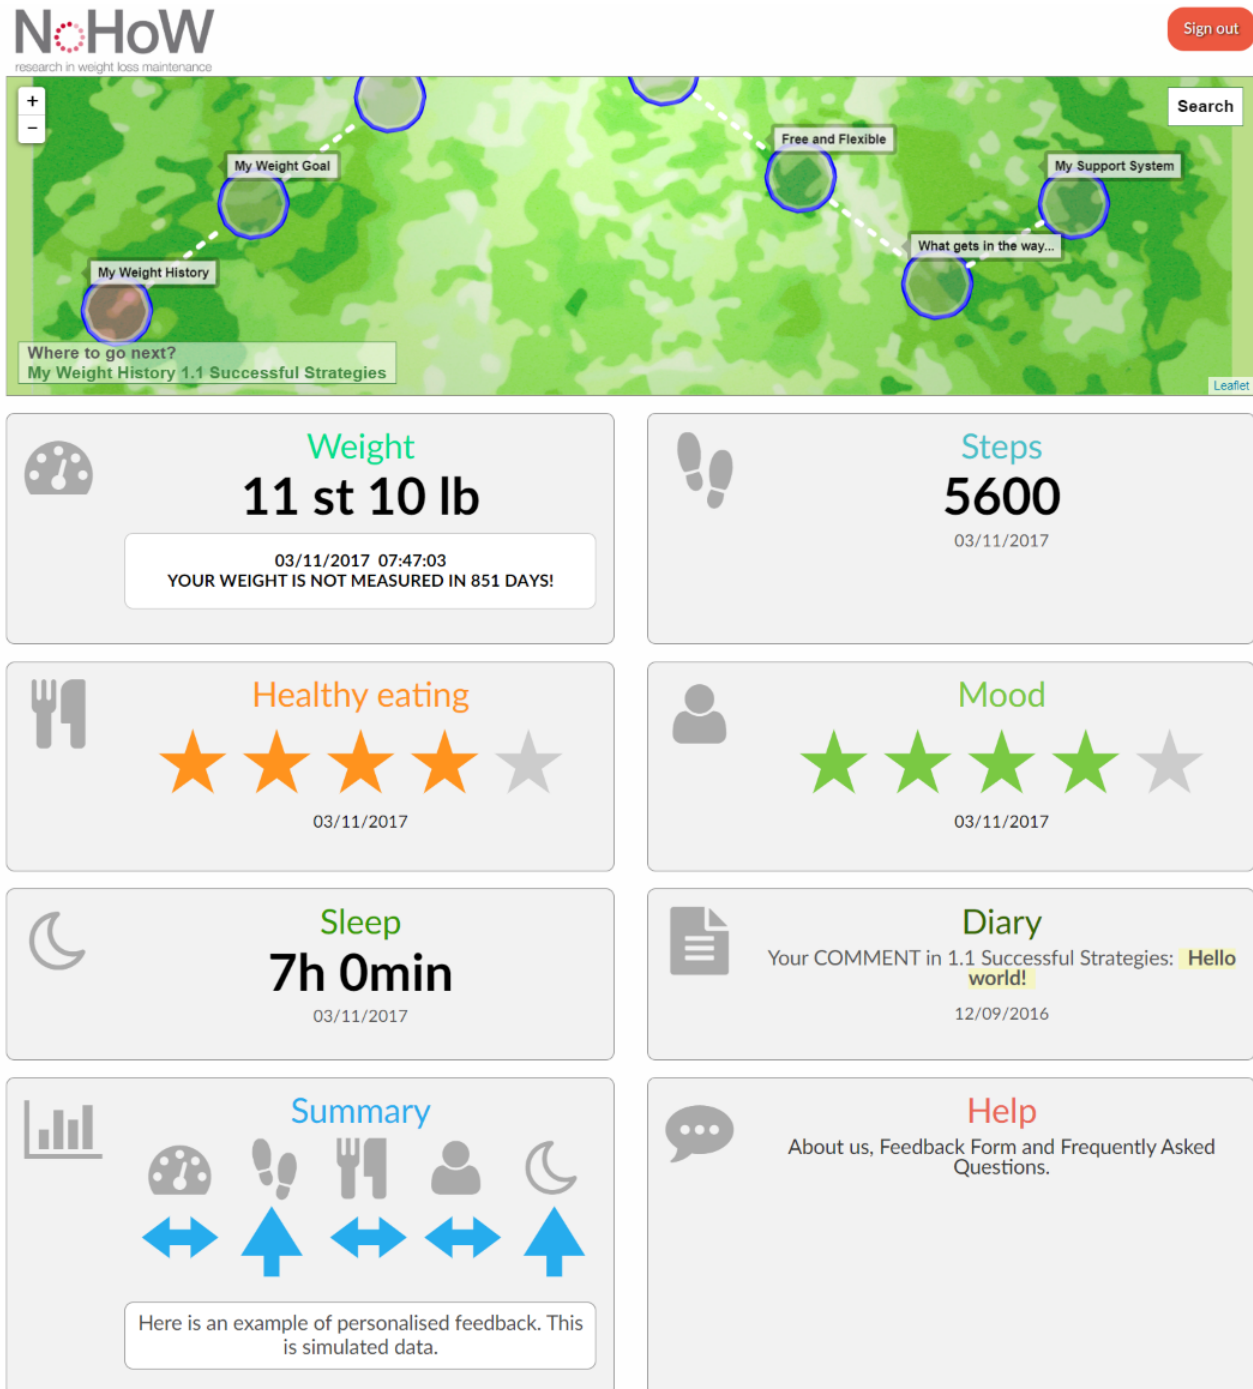 NoHoW
research in weight loss maintenance
Sign out
+
−
Search
My Weight Goal
Free and Flexible
My Support System
My Weight History
What gets in the way...
Where to go next?
My Weight History 1.1 Successful Strategies
Leaflet
Weight
11 st 10 lb
03/11/2017 07:47:03
YOUR WEIGHT IS NOT MEASURED IN 851 DAYS!
Steps
5600
03/11/2017
Healthy eating
03/11/2017
Mood
03/11/2017
Sleep
7h 0min
03/11/2017
Diary
Your COMMENT in 1.1 Successful Strategies: Hello
world!
12/09/2016
Summary
Here is an example of personalised feedback. This
is simulated data.
Help
About us, Feedback Form and Frequently Asked
Questions.